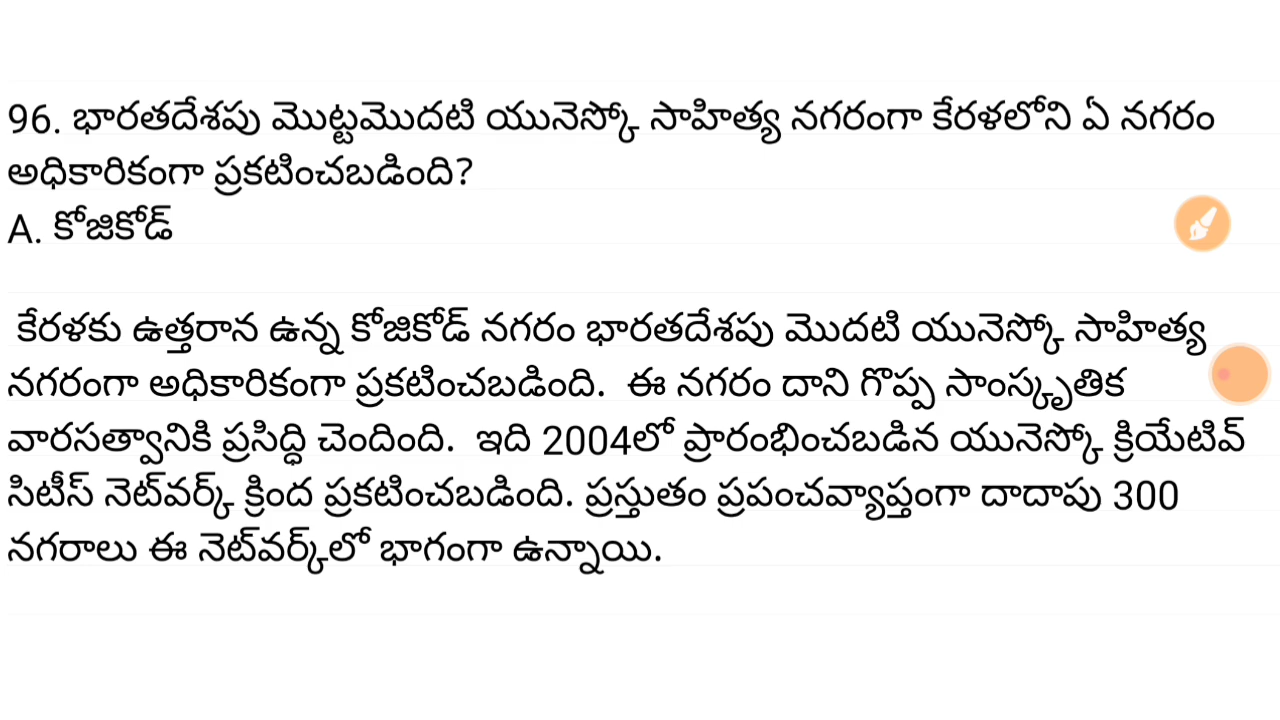 96. భారతదేశపు మొట్టమొదటి యునెస్కో సాహిత్య నగరంగా కేరళలోని ఏ నగరం
అధికారికంగా ప్రకటించబడింది?
A. కోజికోడ్
కేరళకు ఉత్తరాన ఉన్న కోజికోడ్ నగరం భారతదేశపు మొదటి యునెస్కో సాహిత్య
నగరంగా అధికారికంగా ప్రకటించబడింది.  ఈ నగరం దాని గొప్ప సాంస్కృతిక
వారసత్వానికి ప్రసిద్ధి చెందింది.  ఇది 2004లో ప్రారంభించబడిన యునెస్కో క్రియేటివ్
సిటీస్ నెట్‌వర్క్ క్రింద ప్రకటించబడింది. ప్రస్తుతం ప్రపంచవ్యాప్తంగా దాదాపు 300
నగరాలు ఈ నెట్‌వర్క్‌లో భాగంగా ఉన్నాయి.